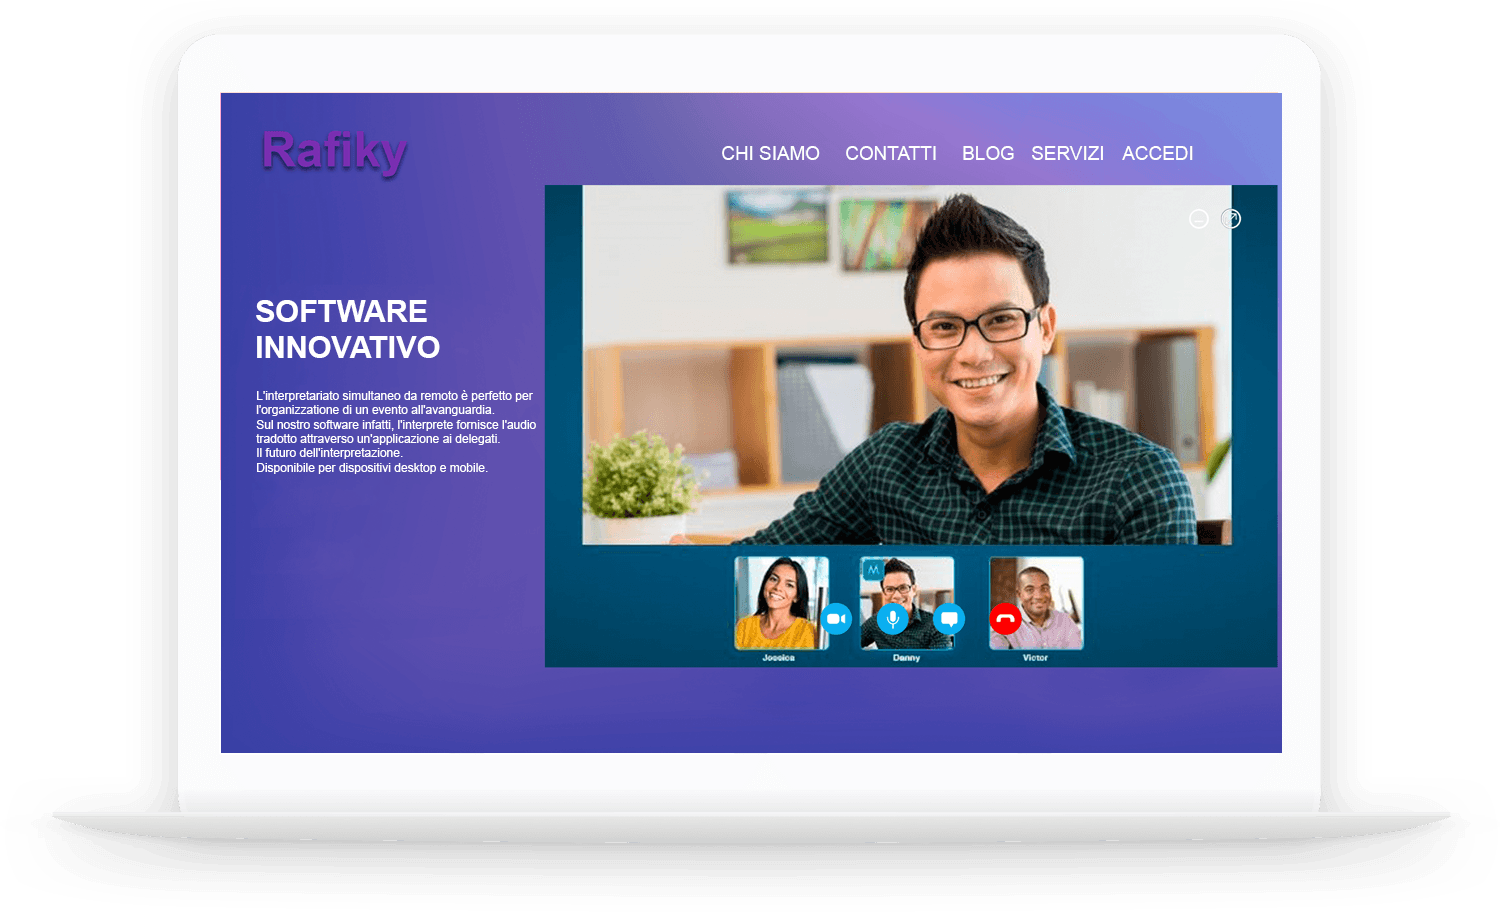 Rafiky
CHI SIAMO CONTATTI BLOG SERVIZI ACCEDI
SOFTWARE
INNOVATIVO
L'interpretariato simultaneo da remoto è perfetto per
l'organizzatione di un evento all'avanguardia.
Sul nostro software infatti, l'interprete fornisce l'audio
tradotto attraverso un'applicazione ai delegati.
Il futuro dell'interpretazione.
Disponibile per dispositivi desktop e mobile.
Jessica Danny Victor